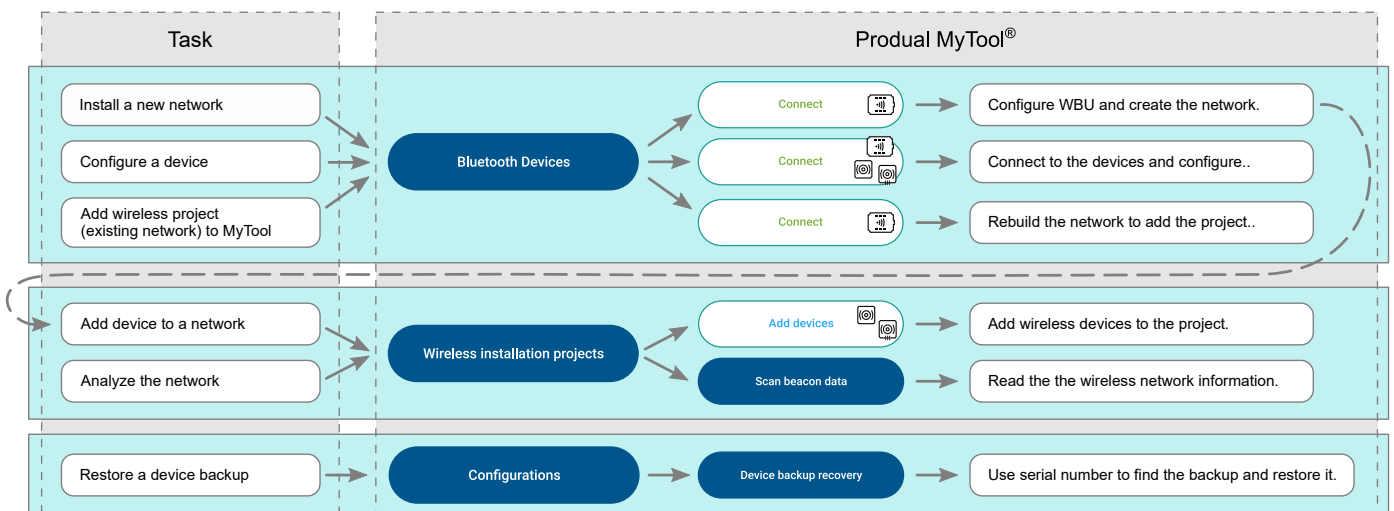 Task
Produal MyTool®
Install a new network
Configure a device
Add wireless project
(existing network) to MyTool
Bluetooth Devices
Connect
Connect
Connect
Configure WBU and create the network.
Connect to the devices and configure..
Rebuild the network to add the project..
Add device to a network
Analyze the network
Wireless installation projects
Add devices
Scan beacon data
Add wireless devices to the project.
Read the the wireless network information.
Restore a device backup
Configurations
Device backup recovery
Use serial number to find the backup and restore it.